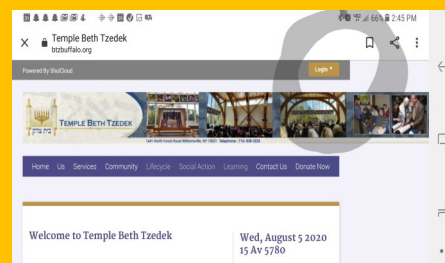 66% 2:45 PM
Temple Beth Tzedek
btzbuffalo.org
Powered By ShulCloud
Login
TEMPLE BETH TZEDEK
בית צדק
Home Us Services Community Lifecycle Social Action Learning Contact Us Donate Now
Welcome to Temple Beth Tzedek
Wed, August 5 2020
15 Av 5780